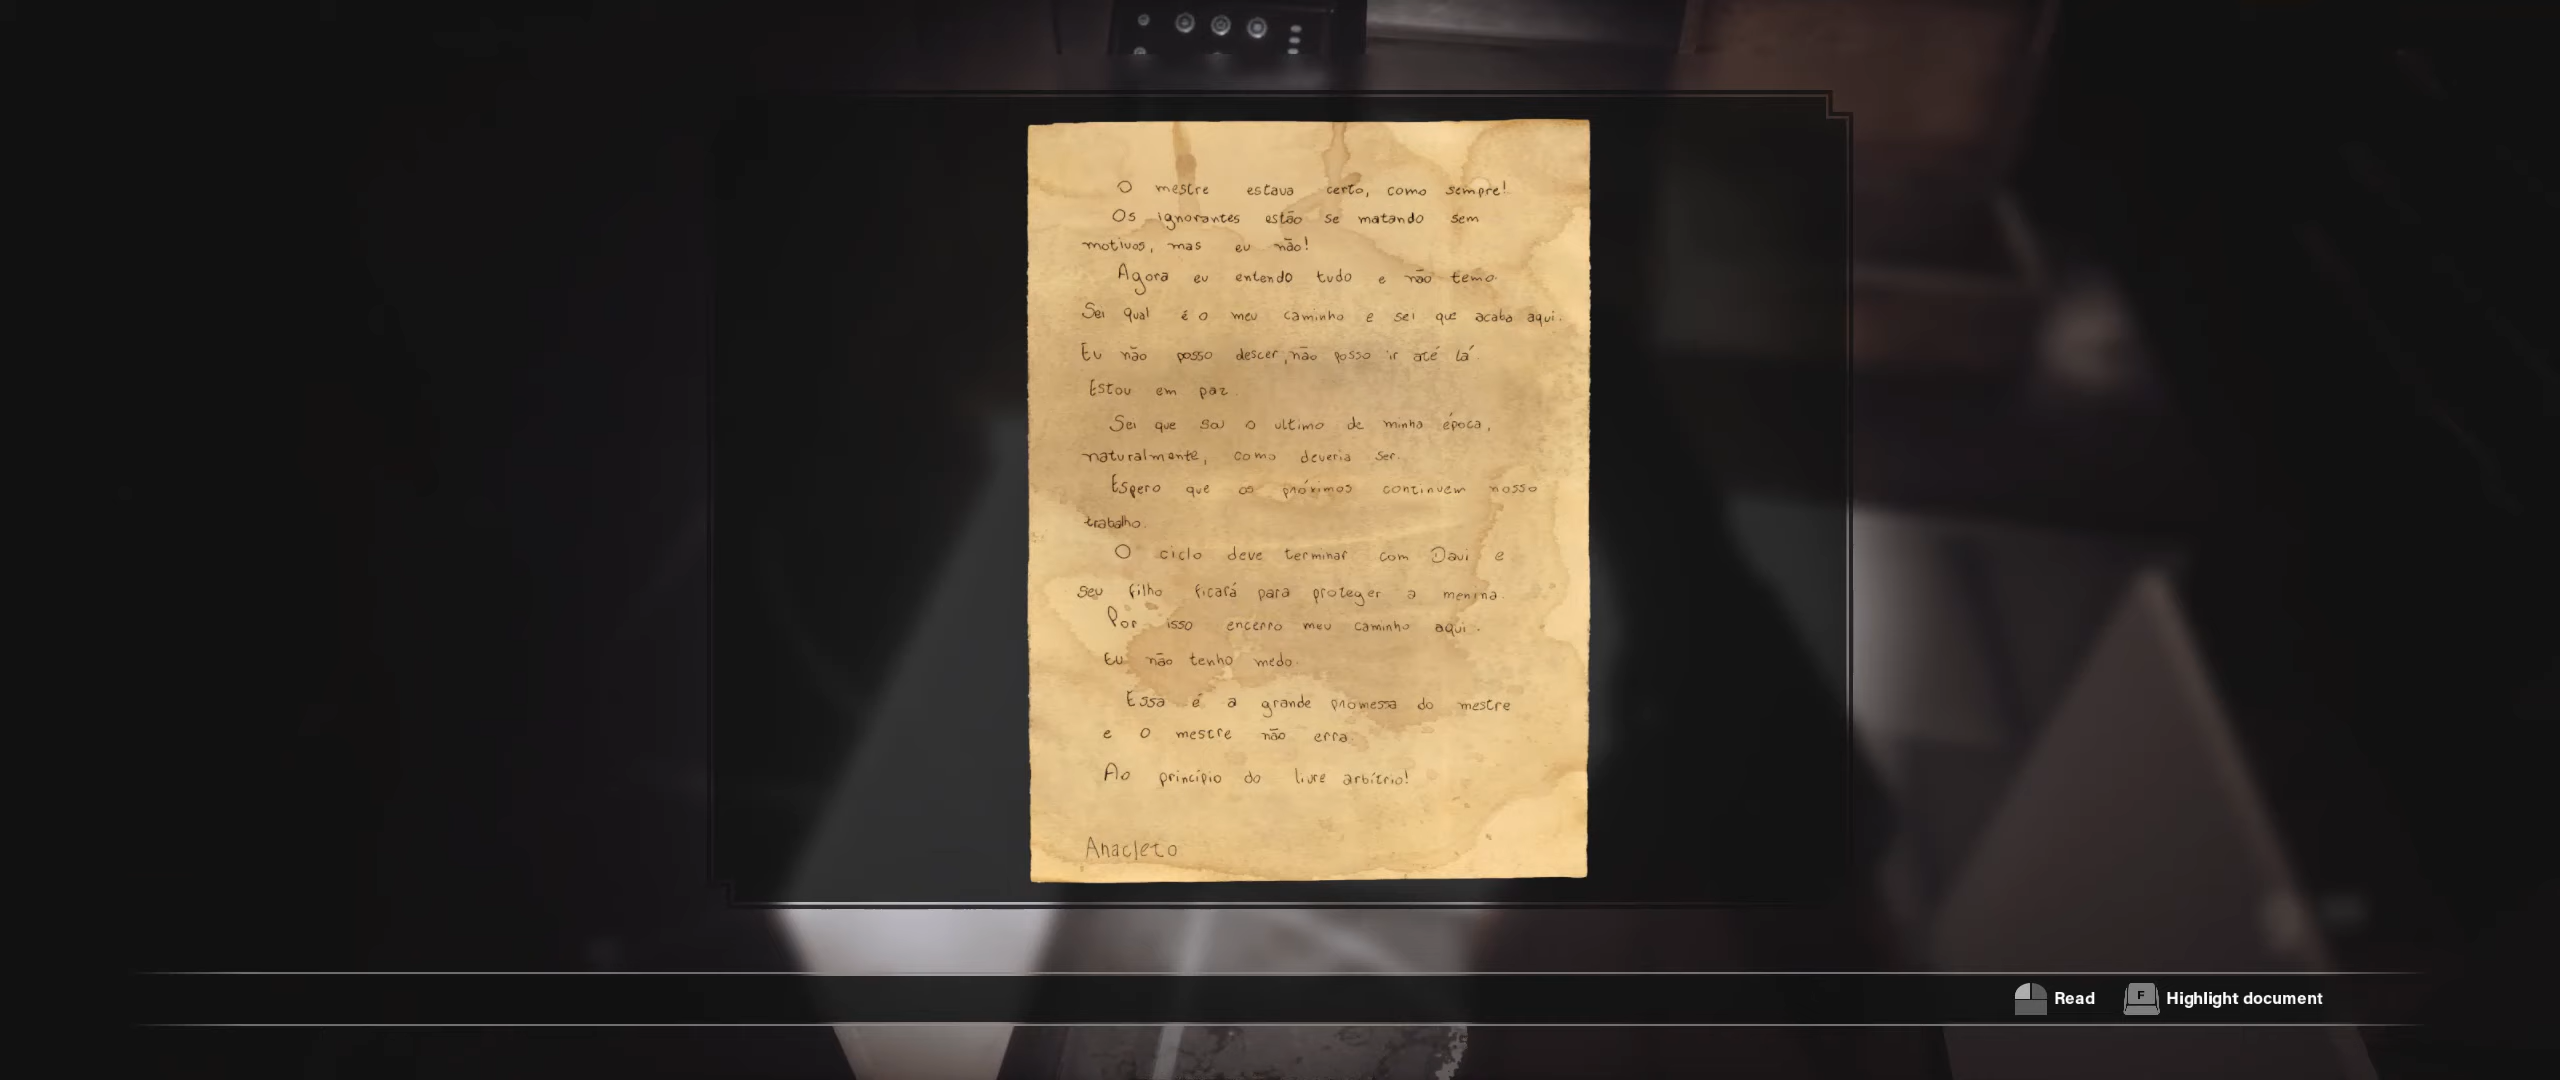 O mestre estava certo, como sempre!
Os ignorantes estão se matando sem
motivos, mas eu não!
Agora eu entendo tudo e não temo.
Sei qual é o meu caminho e sei que acaba aqui.
Eu não posso descer, não posso ir até lá.
Estou em paz.
Sei que sou o ultimo de minha época,
naturalmente, como deveria ser.
Espero que os próximos continuem nosso
trabalho.
O ciclo deve terminar com Davi e
seu filho ficará para proteger a menina.
Por isso encerro meu caminho aqui.
Eu não tenho medo.
Essa é a grande promessa do mestre
e o mestre não erra.
Ao princípio do livre arbítrio!
Anacleto
Read
F Highlight document